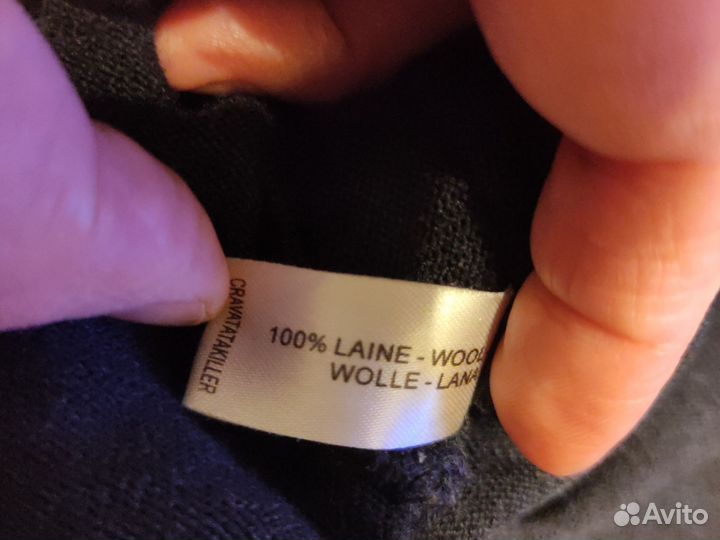 CRAVATATAKILLER
100% LAINE - WOOL
WOLLE - LANA
Avito